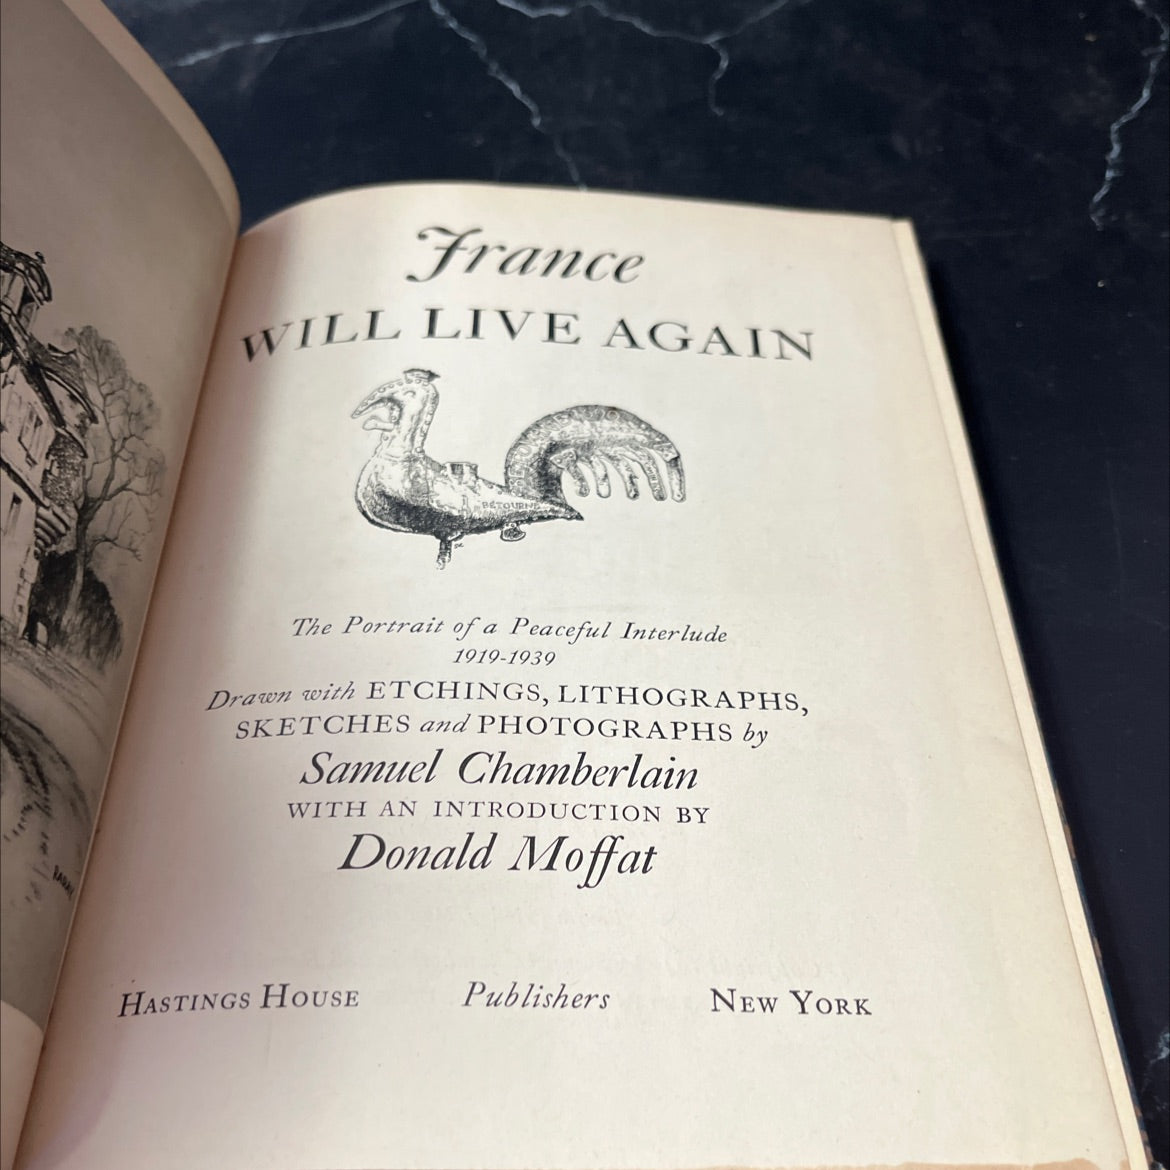 France
WILL LIVE AGAIN
BÉTOURNÉ
The Portrait of a Peaceful Interlude
1919-1939
Drawn with ETCHINGS, LITHOGRAPHS,
SKETCHES and PHOTOGRAPHS by
Samuel Chamberlain
WITH AN INTRODUCTION BY
Donald Moffat
HASTINGS HOUSE Publishers NEW YORK